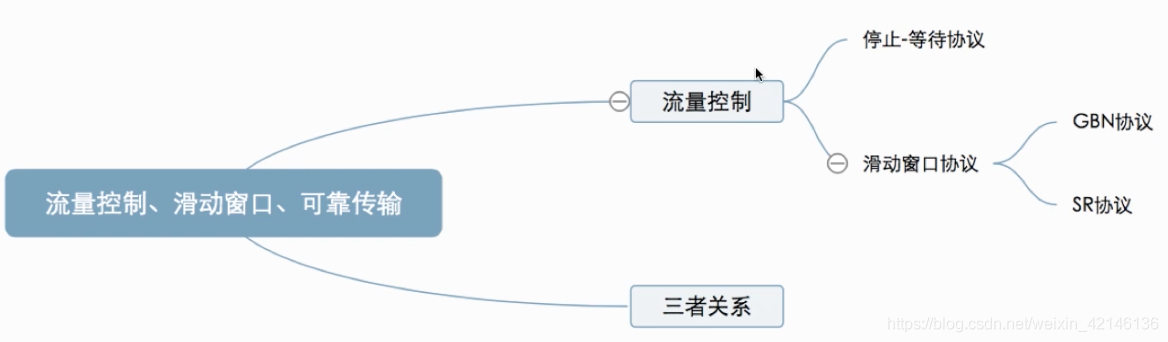 停止-等待协议
流量控制
GBN协议
滑动窗口协议
流量控制、滑动窗口、可靠传输
SR协议
三者关系
https://blog.csdn.net/weixin_42146136